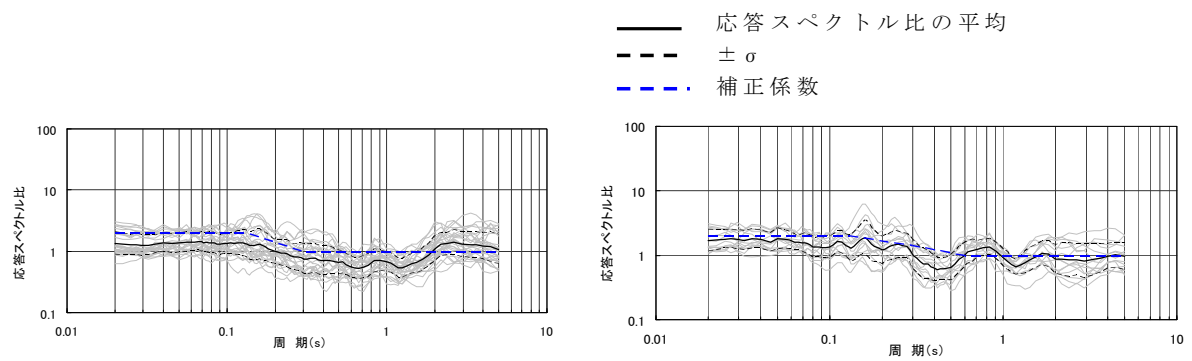 応答スペクトル比の平均
±σ
補正係数
応答スペクトル比
100
10
1
0.1
0.01 0.1 1 10
周 期(s)
応答スペクトル比
100
10
1
0.1
0.01 0.1 1 10
周 期(s)